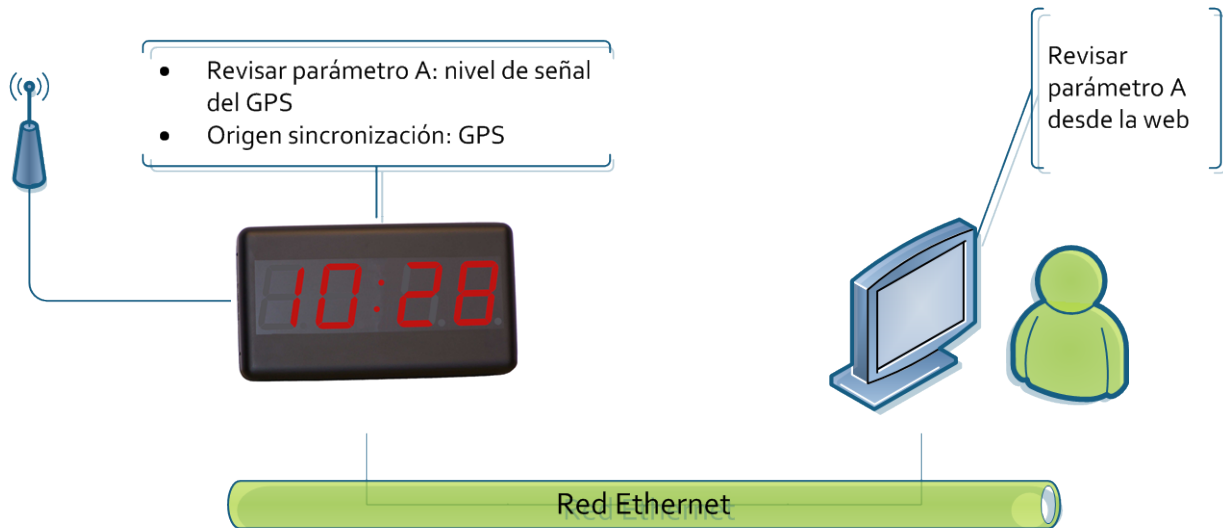 • Revisar parámetro A: nivel de señal
del GPS
• Origen sincronización: GPS
Revisar
parámetro A
desde la web
10:28
Red Ethernet